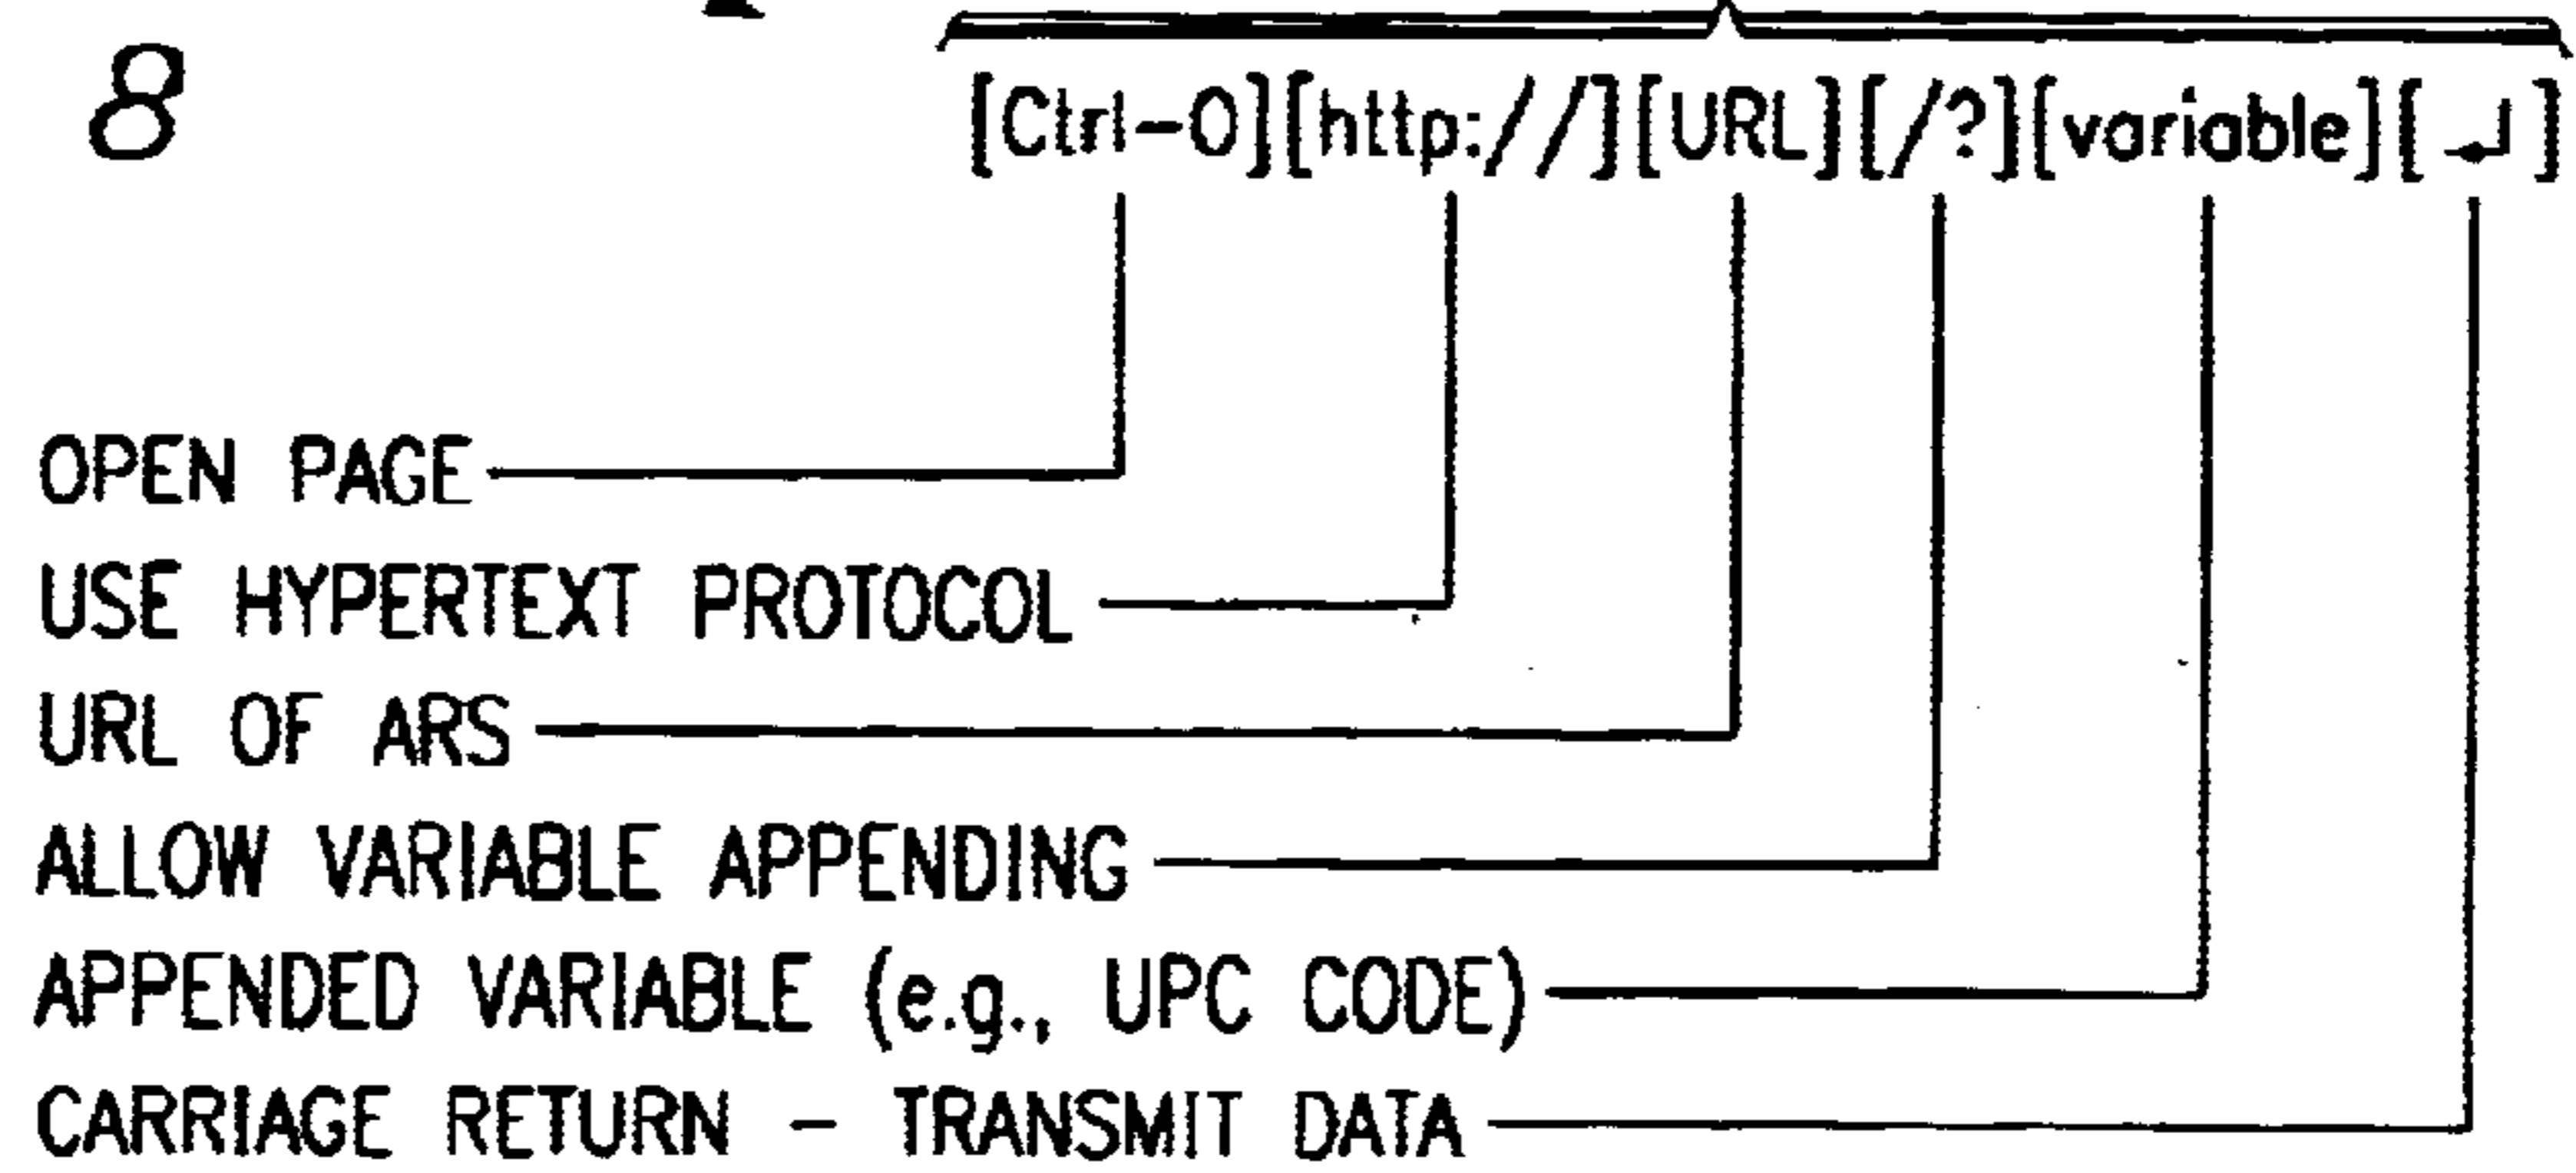 8
[Ctrl-O][http://][URL][/?][variable][↵]
OPEN PAGE
USE HYPERTEXT PROTOCOL
URL OF ARS
ALLOW VARIABLE APPENDING
APPENDED VARIABLE (e.g., UPC CODE)
CARRIAGE RETURN - TRANSMIT DATA